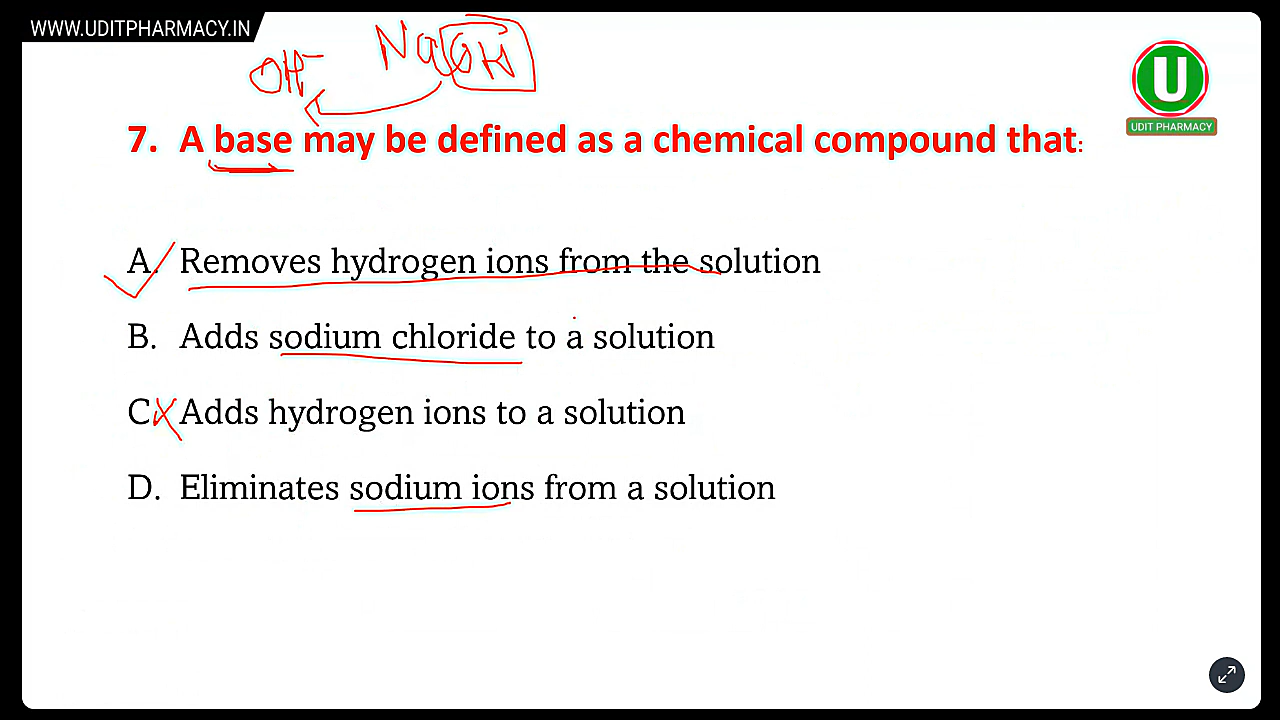 WWW.UDITPHARMACY.IN
OH- NaOH
U
UDIT PHARMACY
7. A base may be defined as a chemical compound that:
A. Removes hydrogen ions from the solution
B. Adds sodium chloride to a solution
C. Adds hydrogen ions to a solution
D. Eliminates sodium ions from a solution